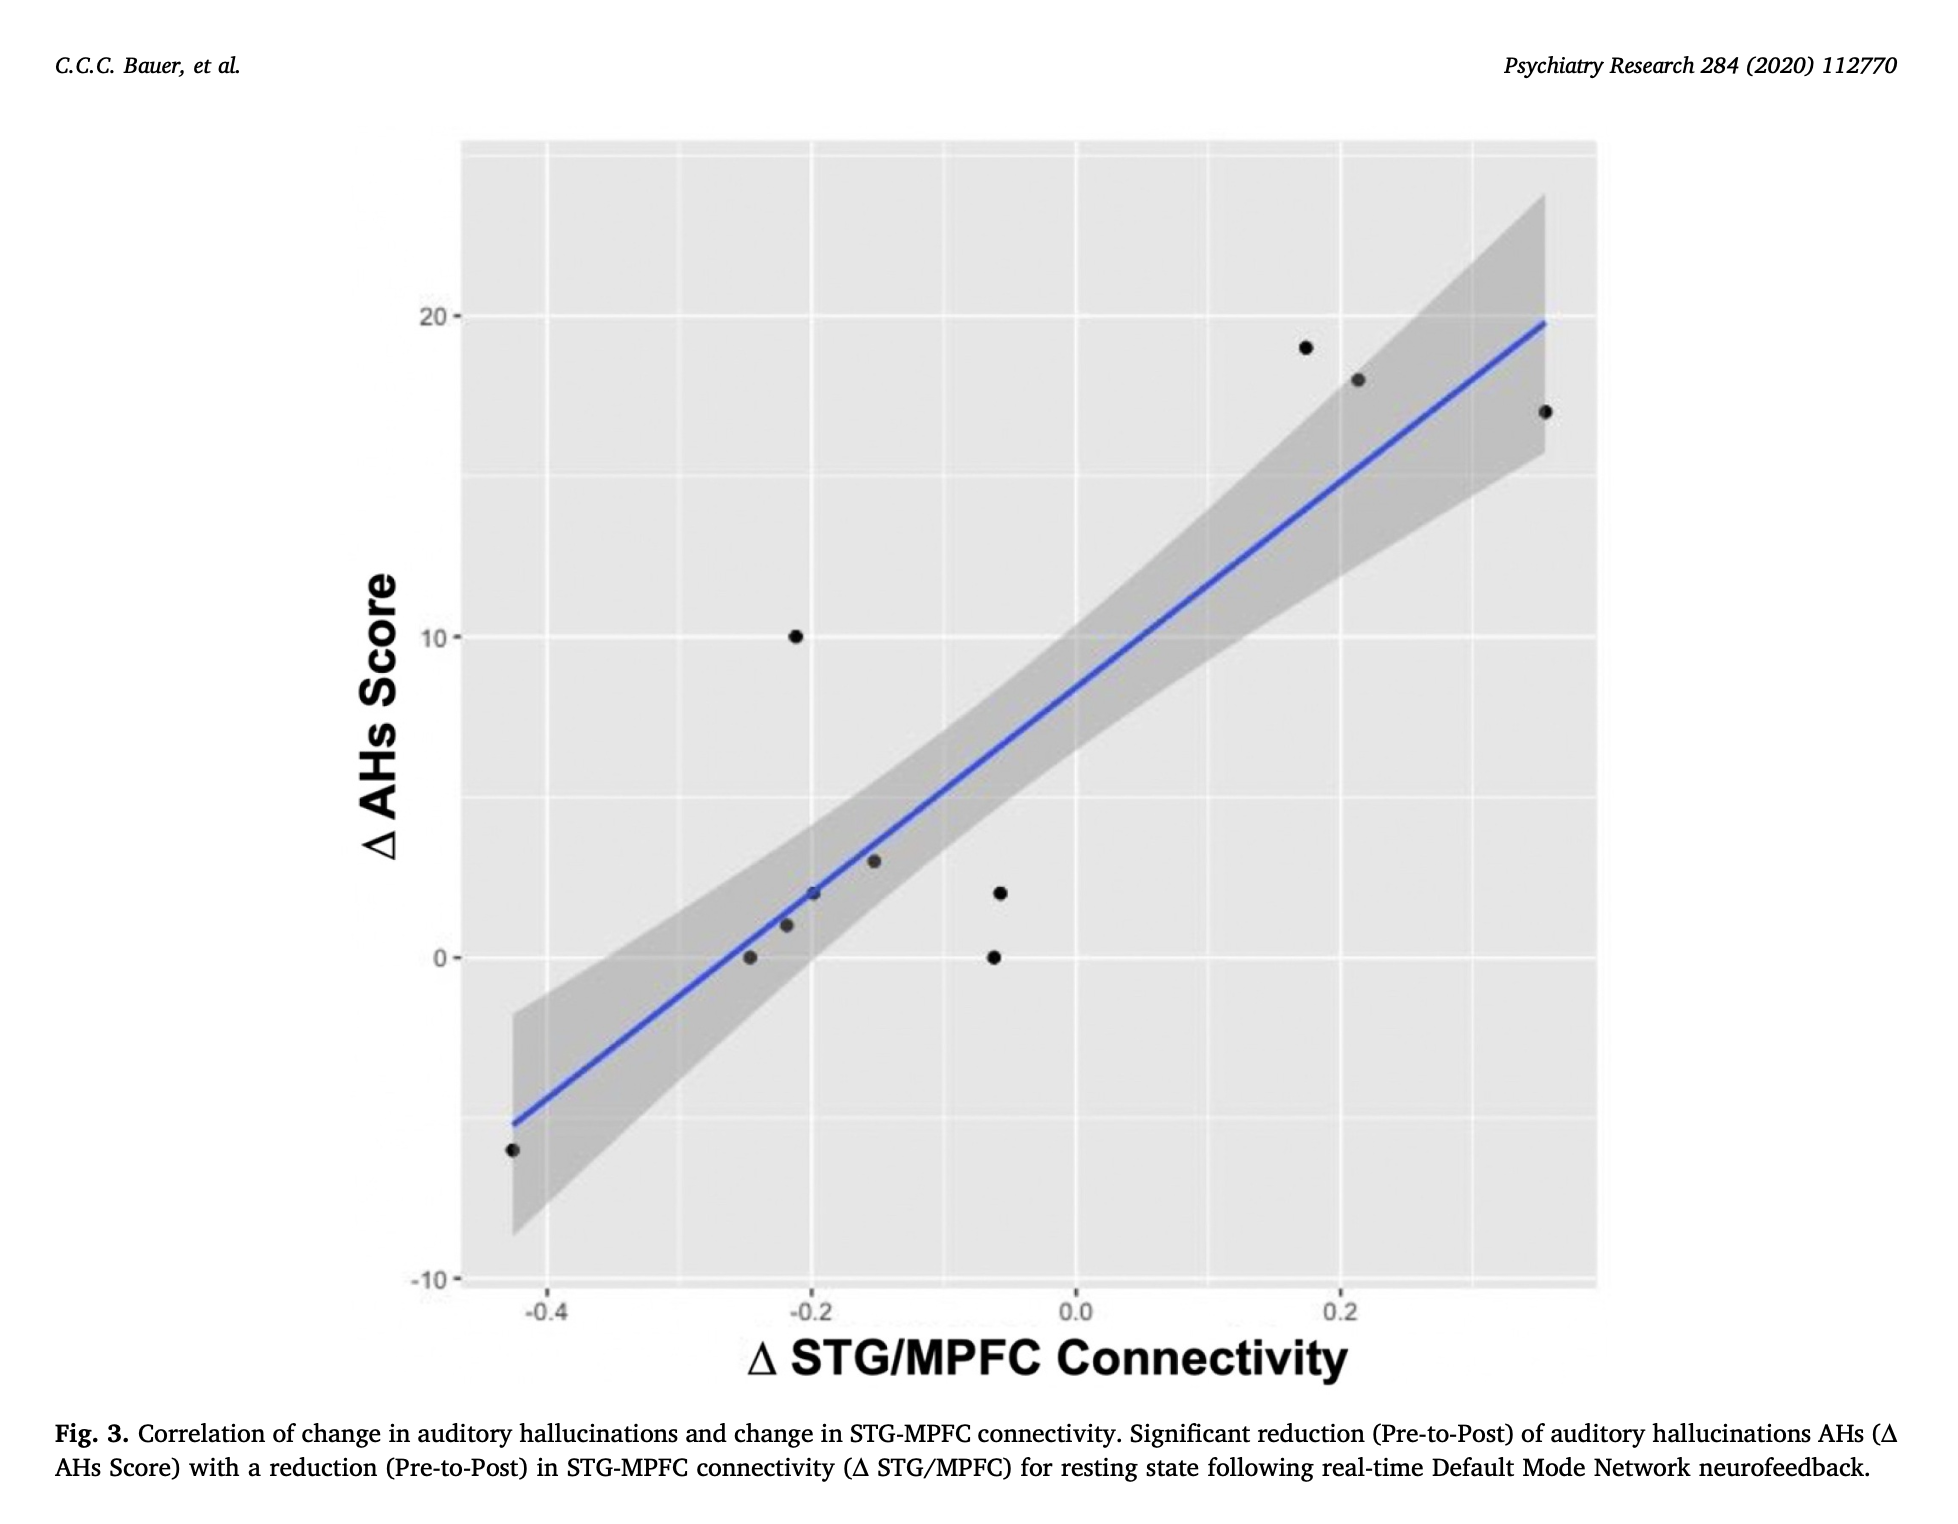 C.C.C. Bauer, et al.
Psychiatry Research 284 (2020) 112770
20
10
0
-10
Δ AHs Score
-0.4
-0.2
0.0
0.2
Δ STG/MPFC Connectivity
Fig. 3. Correlation of change in auditory hallucinations and change in STG-MPFC connectivity. Significant reduction (Pre-to-Post) of auditory hallucinations AHs (Δ
AHs Score) with a reduction (Pre-to-Post) in STG-MPFC connectivity (Δ STG/MPFC) for resting state following real-time Default Mode Network neurofeedback.